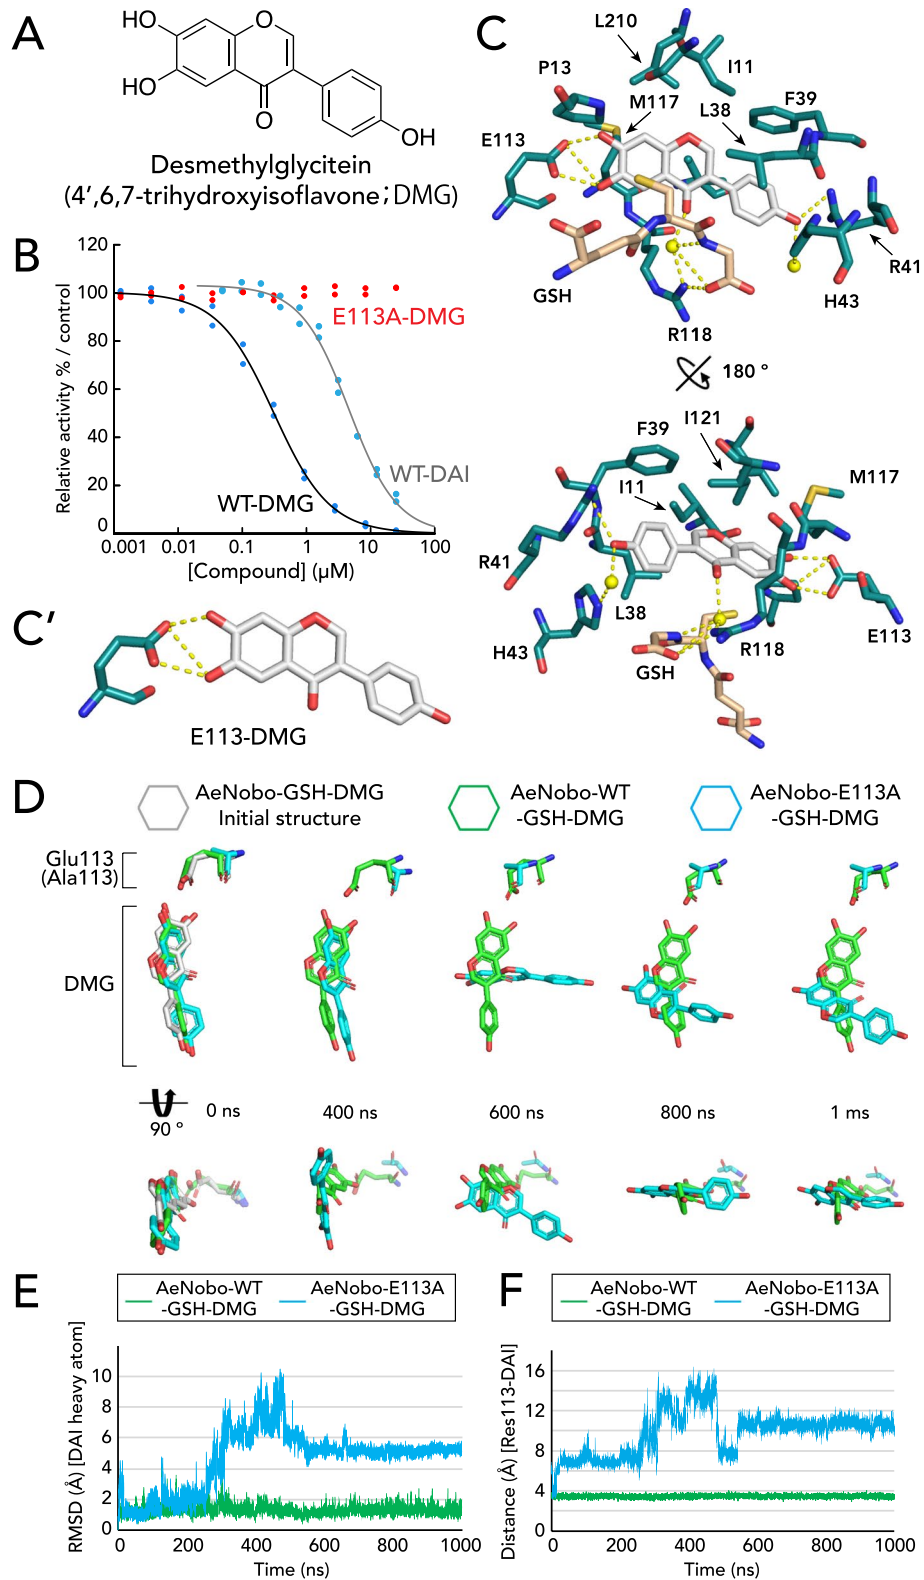 A
HO
O
HO
O
OH
Desmethylglycitein
(4′,6,7-trihydroxyisoflavone; DMG)
B
Relative activity % / control
120
100
80
60
40
20
0
E113A-DMG
WT-DAI
WT-DMG
0.001
0.01
0.1
1
10
100
[Compound] (µM)
C
L210
I11
P13
M117
L38
F39
E113
GSH
R41
H43
R118
180 °
I121
F39
M117
I11
R41
L38
H43
R118
E113
GSH
C′
E113-DMG
D
AeNobo-GSH-DMG
Initial structure
AeNobo-WT
-GSH-DMG
AeNobo-E113A
-GSH-DMG
Glu113
(Ala113)
DMG
90 °
0 ns
400 ns
600 ns
800 ns
1 ms
E
AeNobo-WT
-GSH-DMG
AeNobo-E113A
-GSH-DMG
RMSD (Å) [DAI heavy atom]
10
8
6
4
2
0
0
200
400
600
800
1000
Time (ns)
F
AeNobo-WT
-GSH-DMG
AeNobo-E113A
-GSH-DMG
Distance (Å) [Res113-DAI]
16
12
8
4
0
0
200
400
600
800
1000
Time (ns)